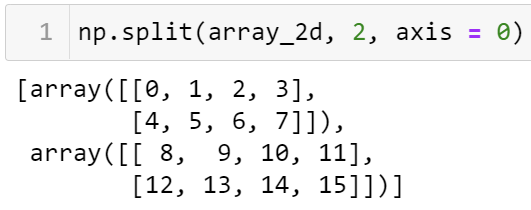 1 np.split(array_2d, 2, axis = 0)
[array([[0, 1, 2, 3],
       [4, 5, 6, 7]]),
 array([[ 8,  9, 10, 11],
       [12, 13, 14, 15]])]